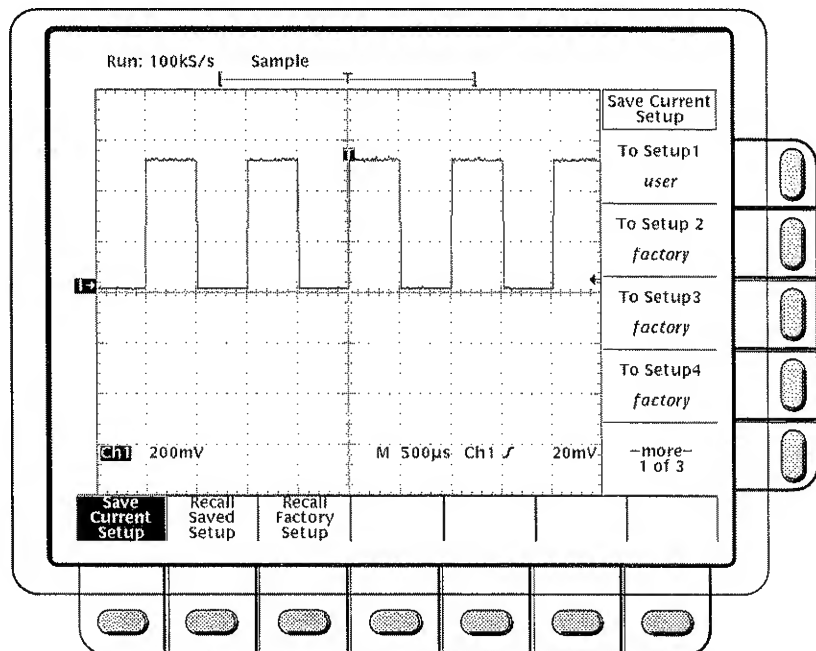 Run: 100kS/s Sample
[ T ]
Save Current
Setup
To Setup1
user
To Setup 2
factory
To Setup3
factory
To Setup4
factory
–more–
1 of 3
T
1
Ch1 200mV M 500µs Ch1 20mV
Save
Current
Setup
Recall
Saved
Setup
Recall
Factory
Setup